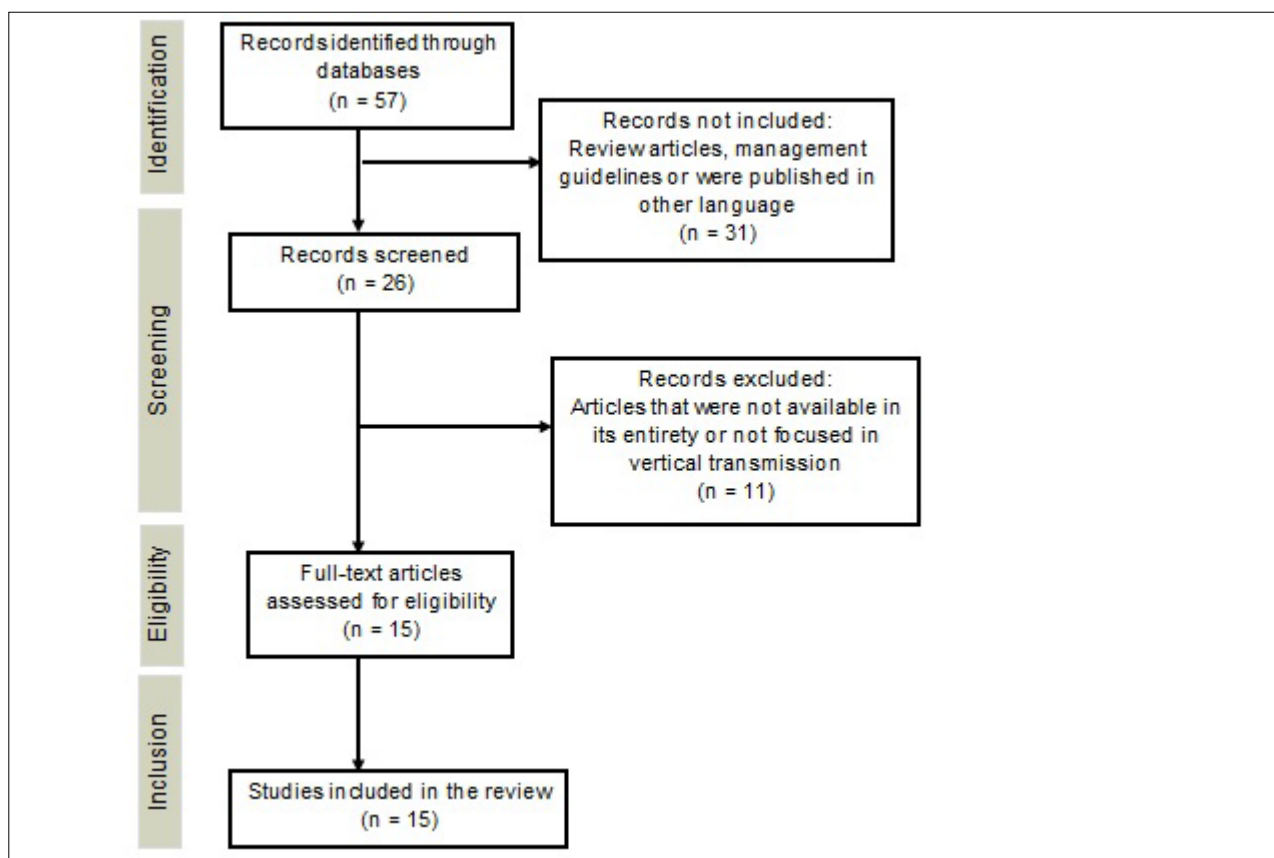 Identification
Records identified through
databases
(n = 57)
Records not included:
Review articles, management
guidelines or were published in
other language
(n = 31)
Screening
Records screened
(n = 26)
Records excluded:
Articles that were not available in
its entirety or not focused in
vertical transmission
(n = 11)
Eligibility
Full-text articles
assessed for eligibility
(n = 15)
Inclusion
Studies included in the review
(n = 15)